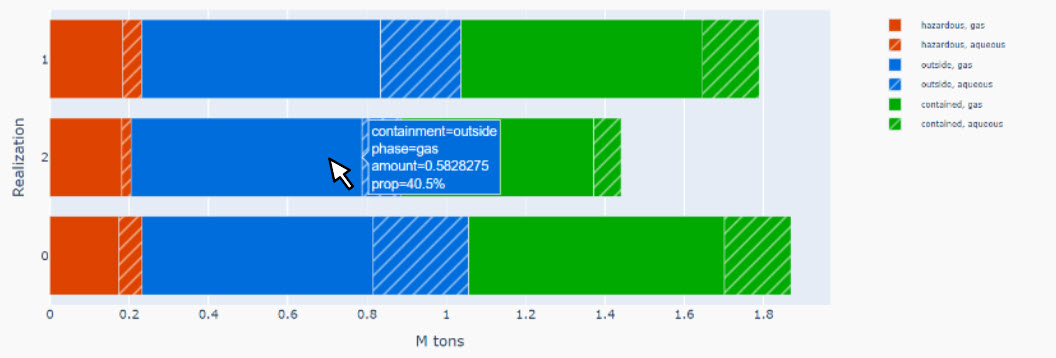 hazardous, gas
hazardous, aqueous
outside, gas
outside, aqueous
contained, gas
contained, aqueous
Realization
1
2
0
containment=outside
phase=gas
amount=0.5828275
prop=40.5%
0 0.2 0.4 0.6 0.8 1 1.2 1.4 1.6 1.8
M tons